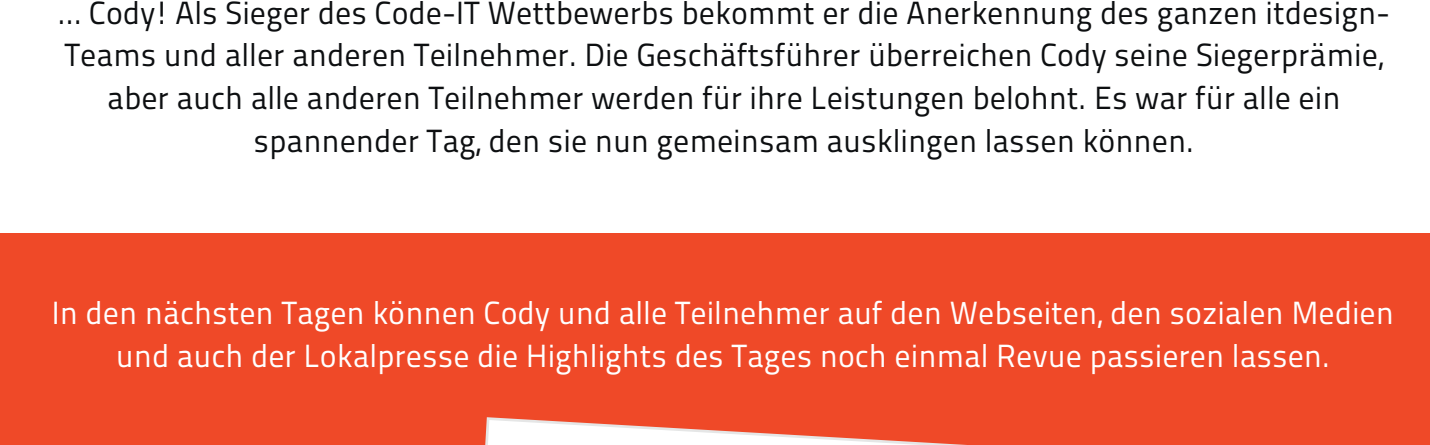 ... Cody! Als Sieger des Code-IT Wettbewerbs bekommt er die Anerkennung des ganzen itdesign-
Teams und aller anderen Teilnehmer. Die Geschäftsführer überreichen Cody seine Siegerprämie,
aber auch alle anderen Teilnehmer werden für ihre Leistungen belohnt. Es war für alle ein
spannender Tag, den sie nun gemeinsam ausklingen lassen können.
In den nächsten Tagen können Cody und alle Teilnehmer auf den Webseiten, den sozialen Medien
und auch der Lokalpresse die Highlights des Tages noch einmal Revue passieren lassen.